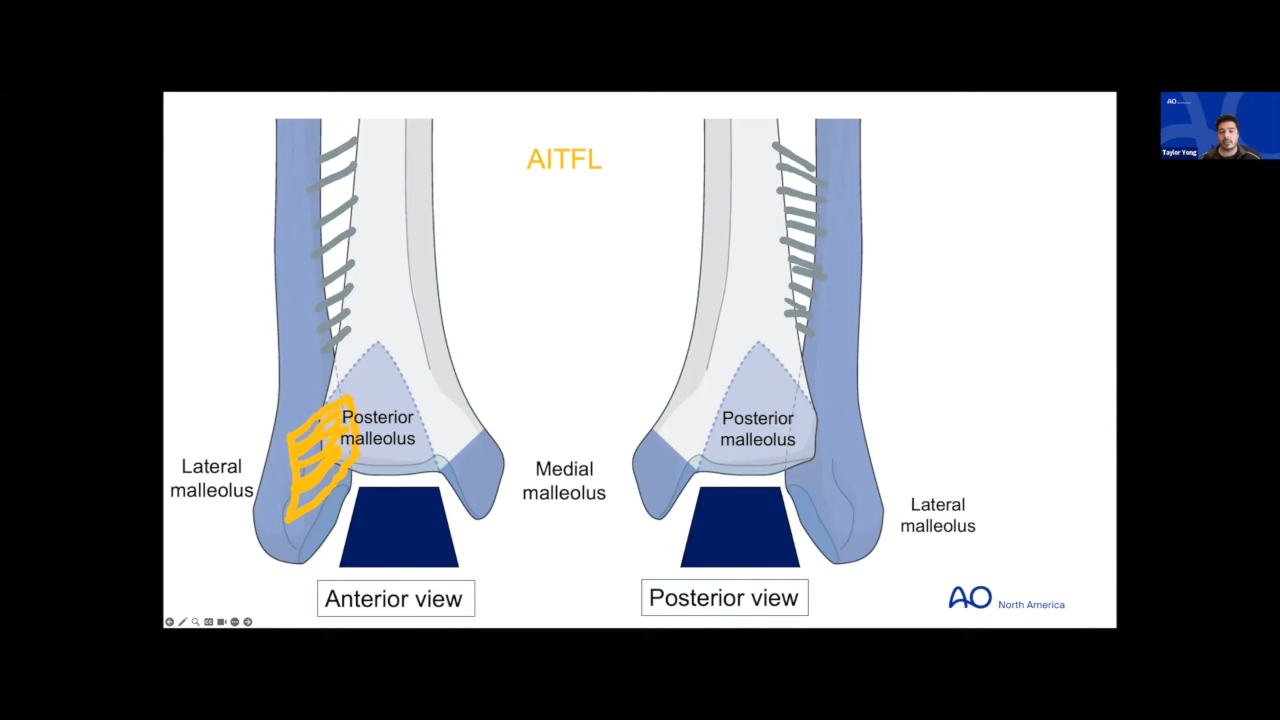 AITFL
Posterior
malleolus
Lateral
malleolus
Medial
malleolus
Anterior view
Posterior
malleolus
Lateral
malleolus
Posterior view
AO North America
AO
Taylor Yong